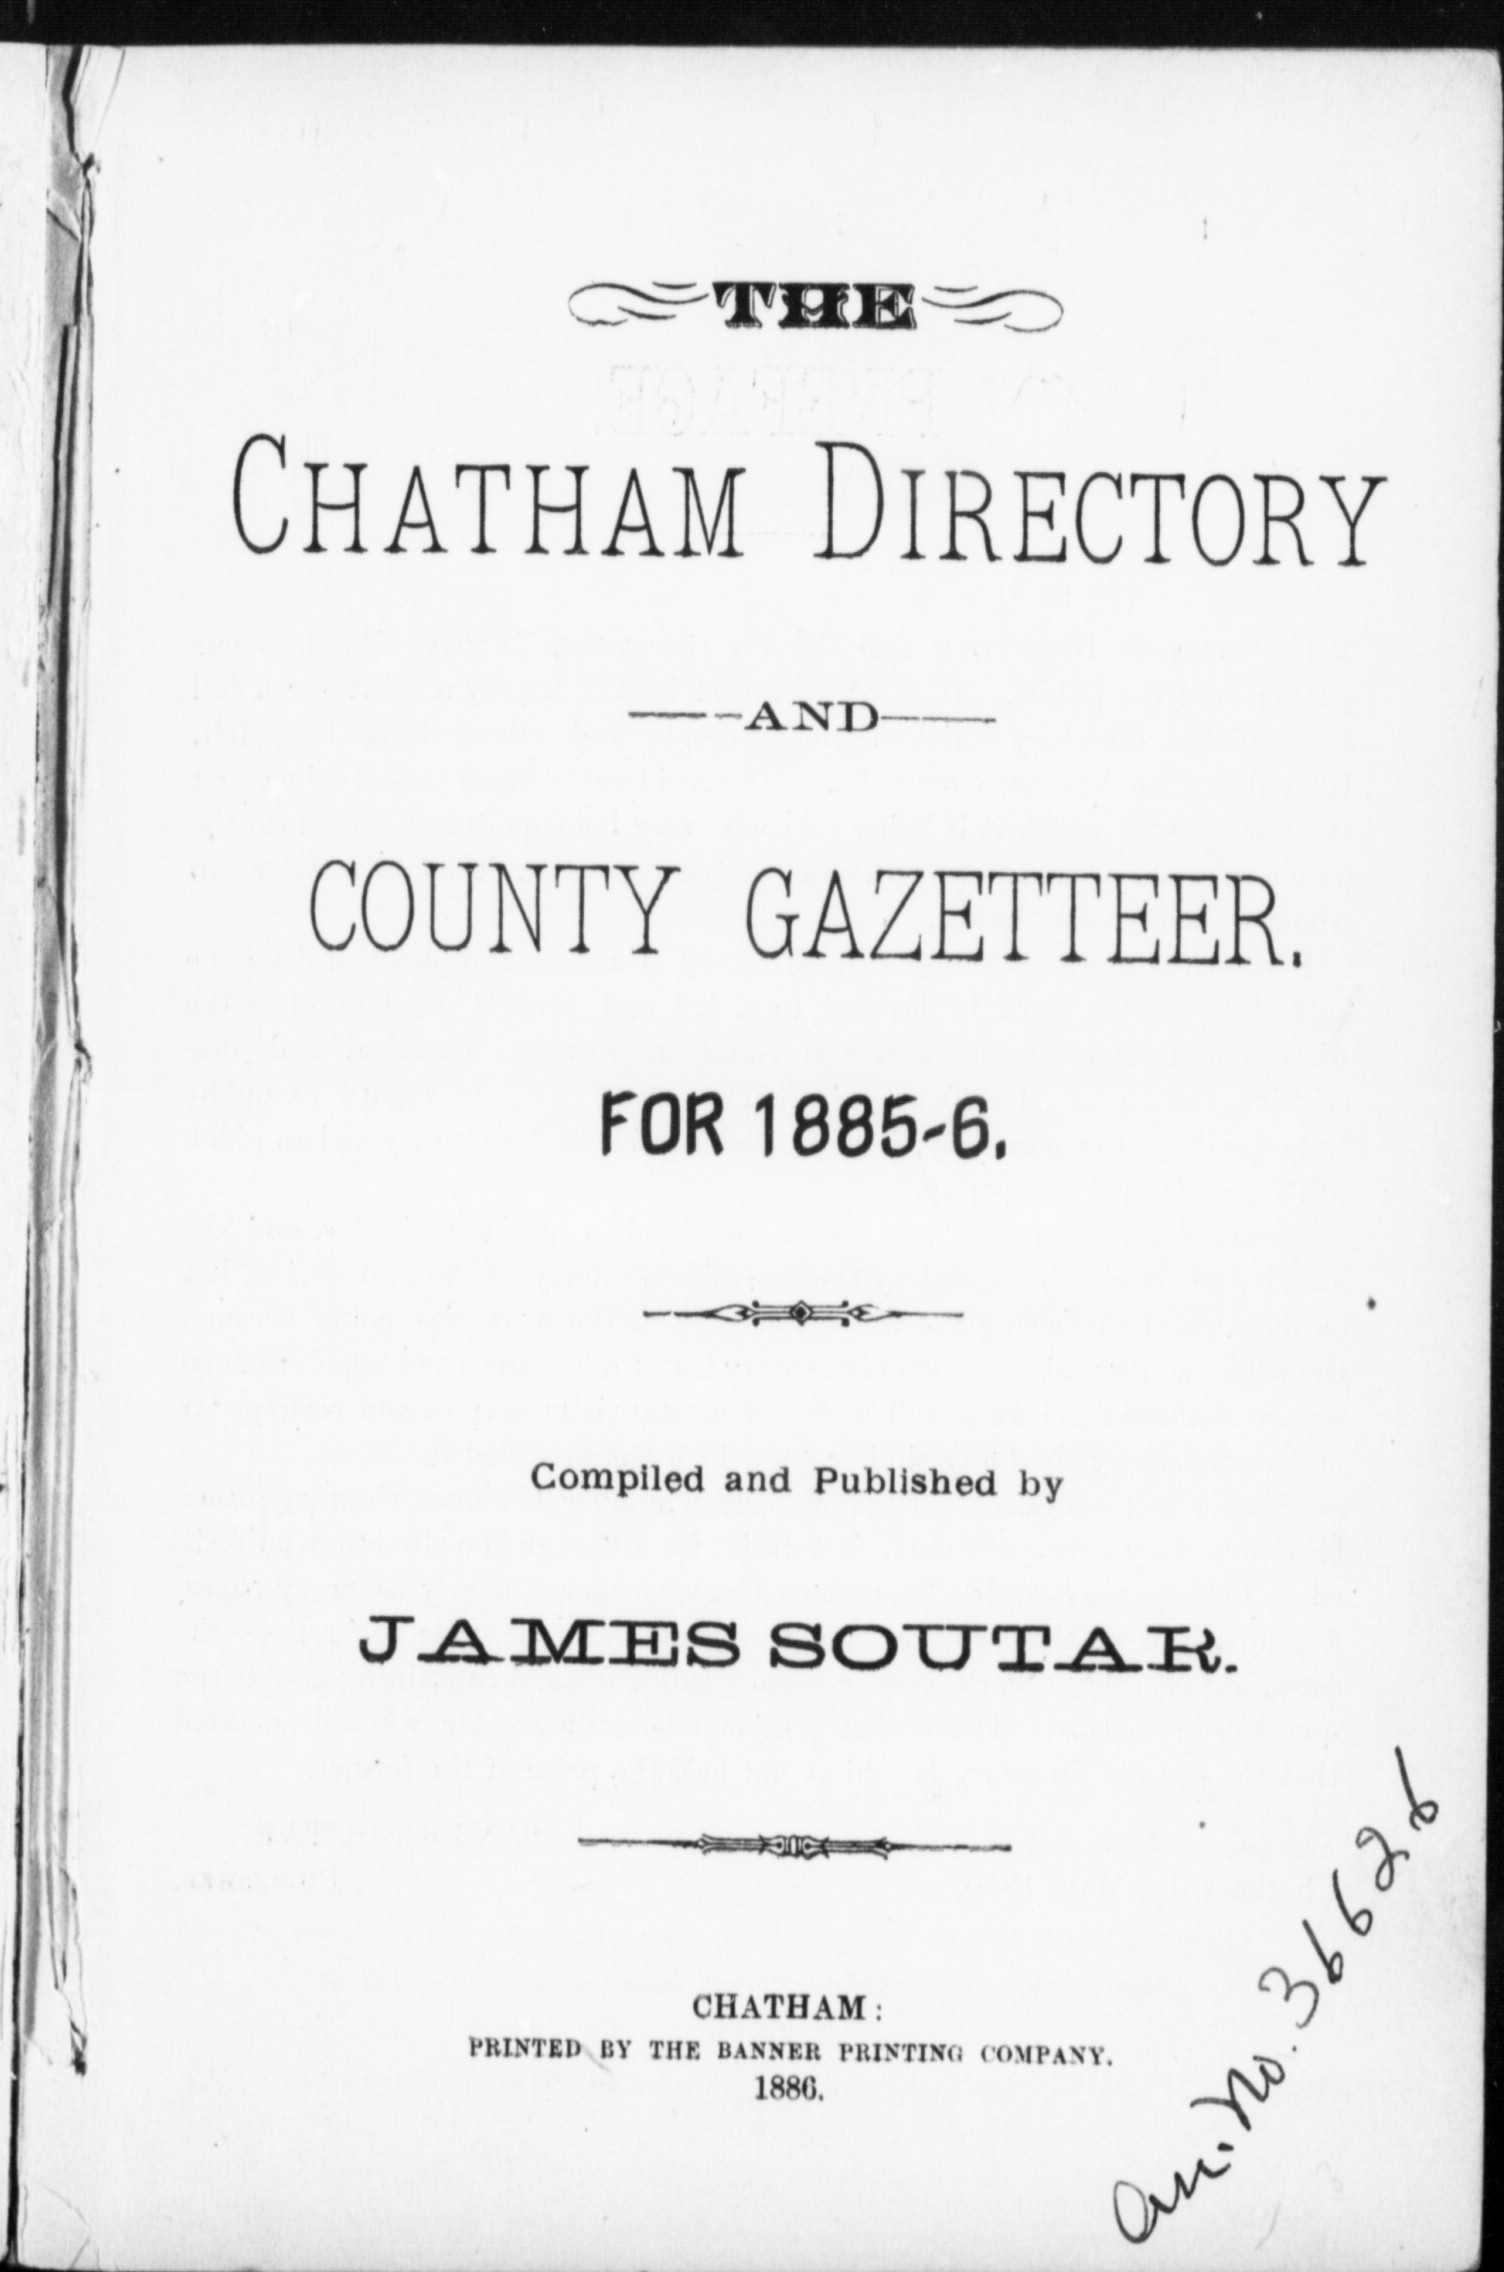 THE
CHATHAM DIRECTORY
AND
COUNTY GAZETTEER.
FOR 1885-6.
Compiled and Published by
JAMES SOUTAR.
CHATHAM:
PRINTED BY THE BANNER PRINTING COMPANY.
1886.
No. 36626